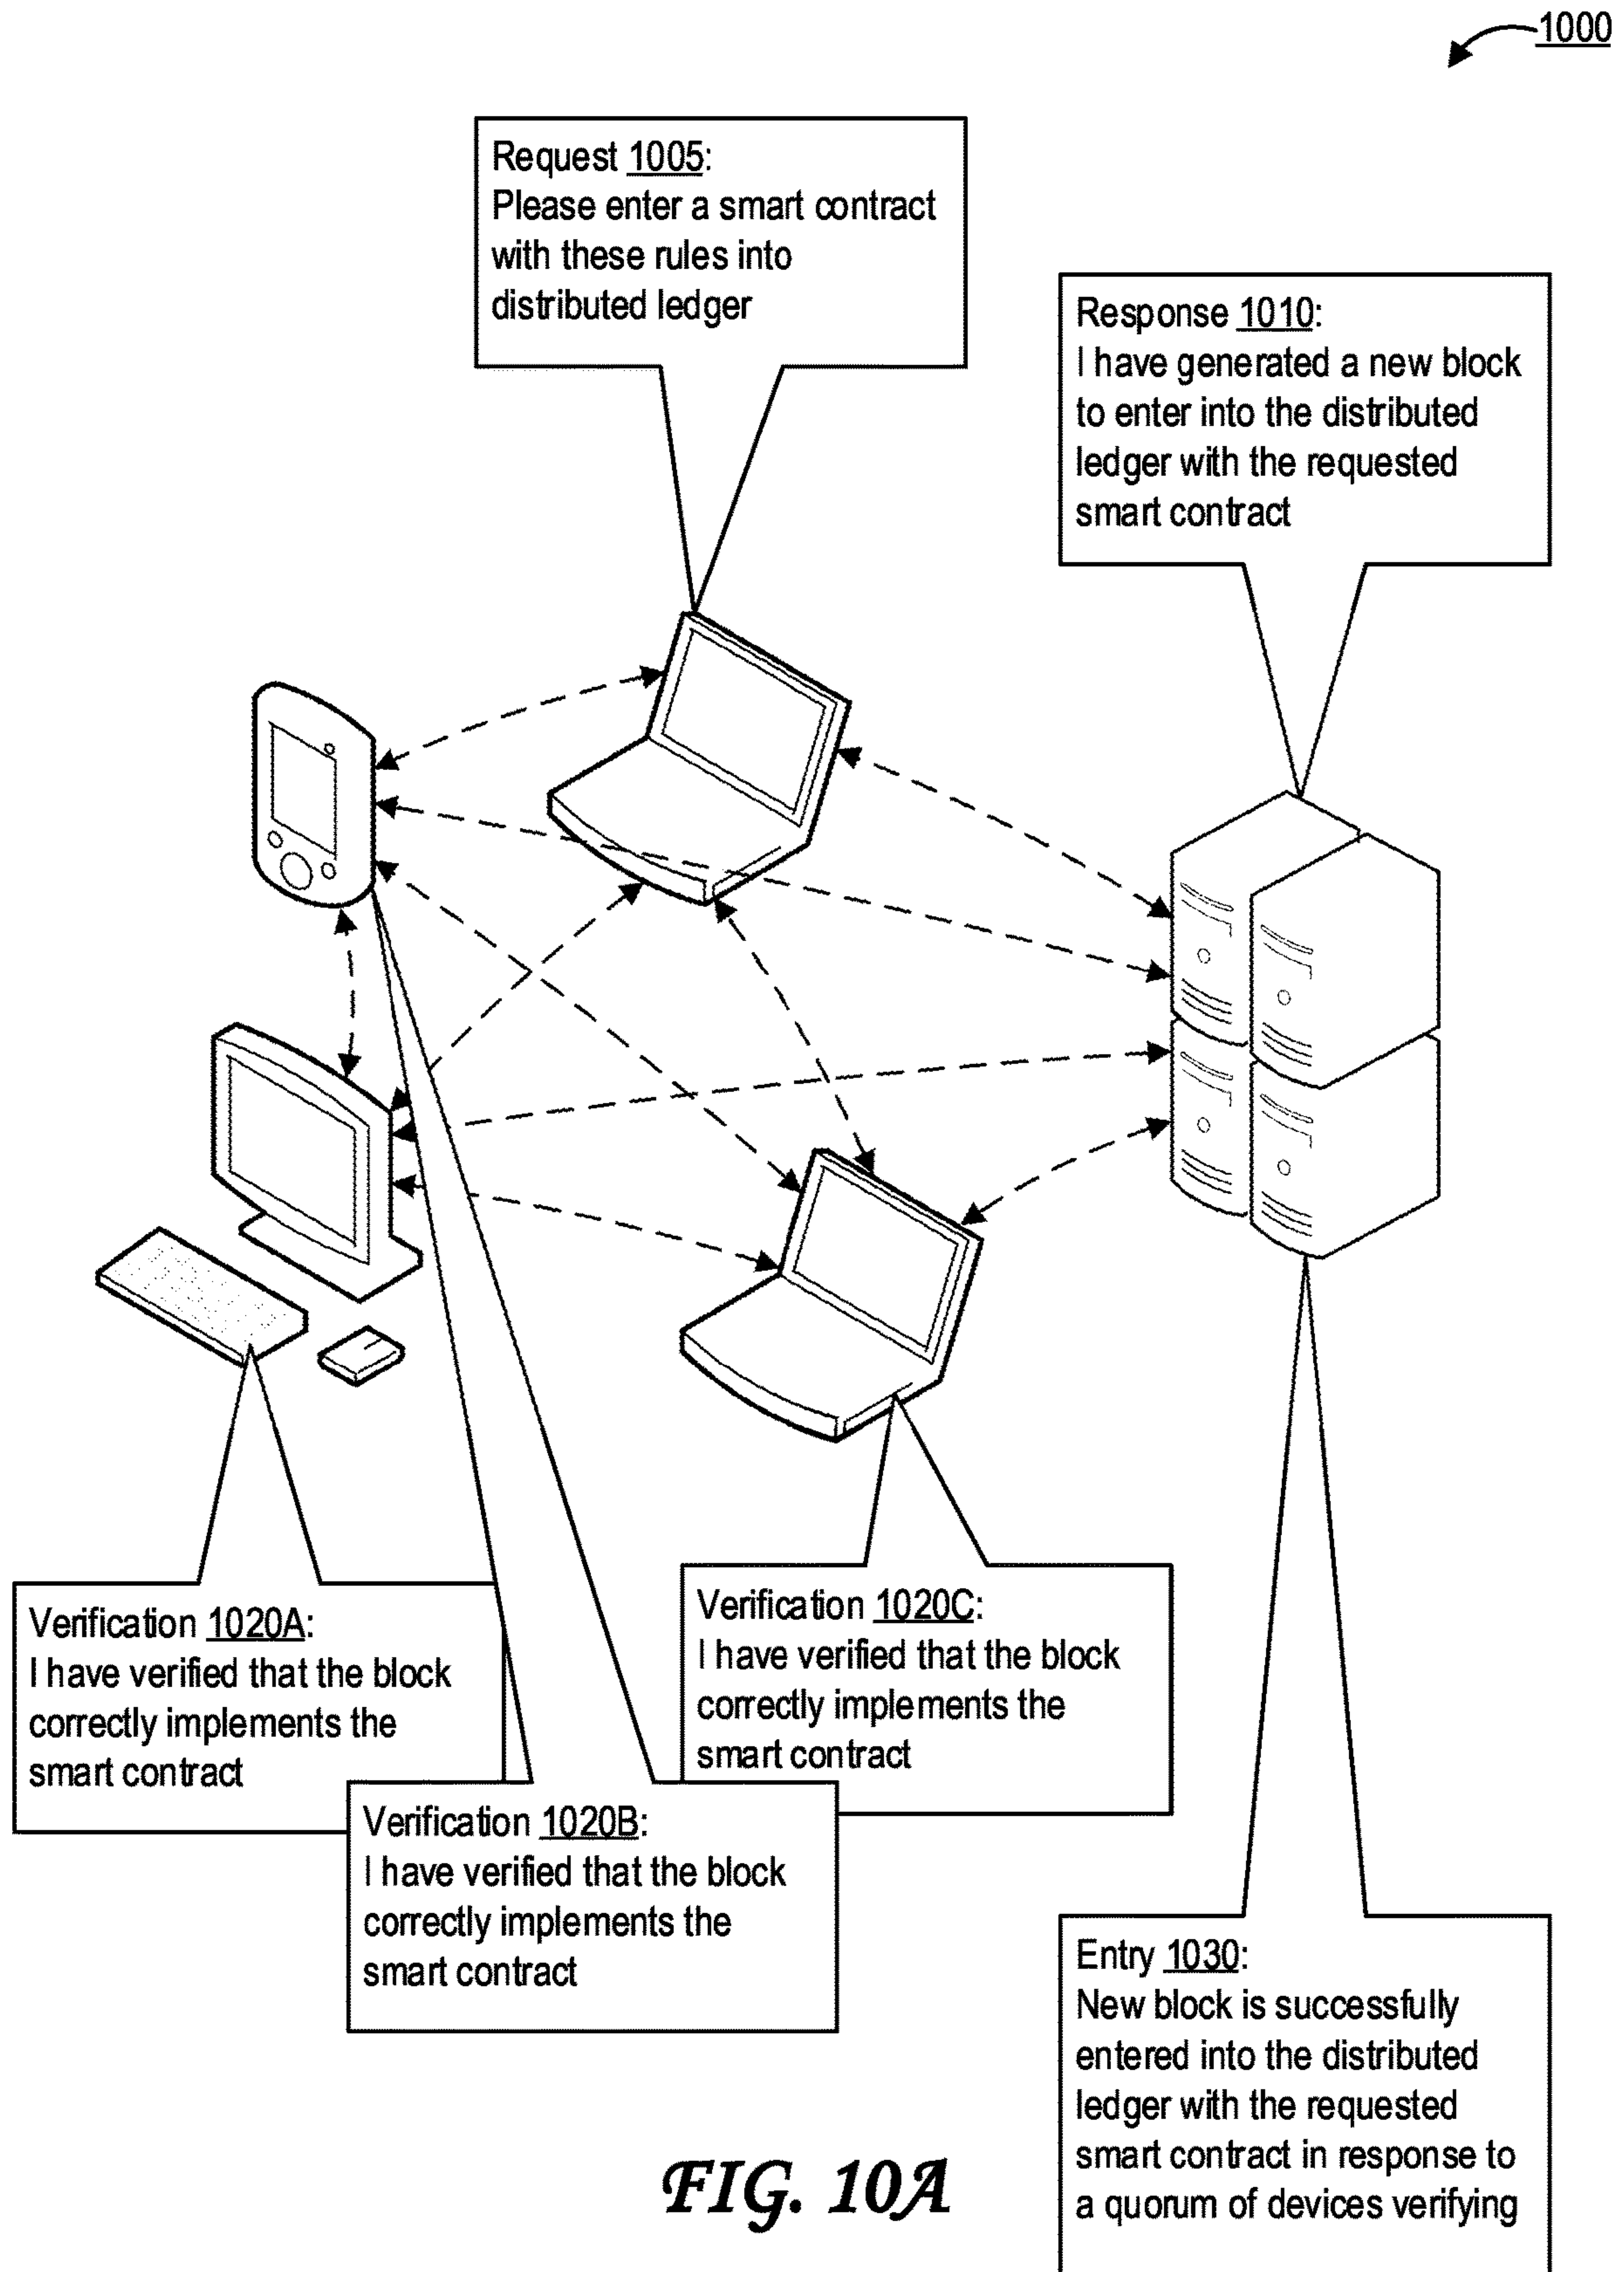 1000
Request 1005:
Please enter a smart contract
with these rules into
distributed ledger
Response 1010:
I have generated a new block
to enter into the distributed
ledger with the requested
smart contract
Verification 1020A:
I have verified that the block
correctly implements the
smart contract
Verification 1020B:
I have verified that the block
correctly implements the
smart contract
Verification 1020C:
I have verified that the block
correctly implements the
smart contract
Entry 1030:
New block is successfully
entered into the distributed
ledger with the requested
smart contract in response to
a quorum of devices verifying
FIG. 10A